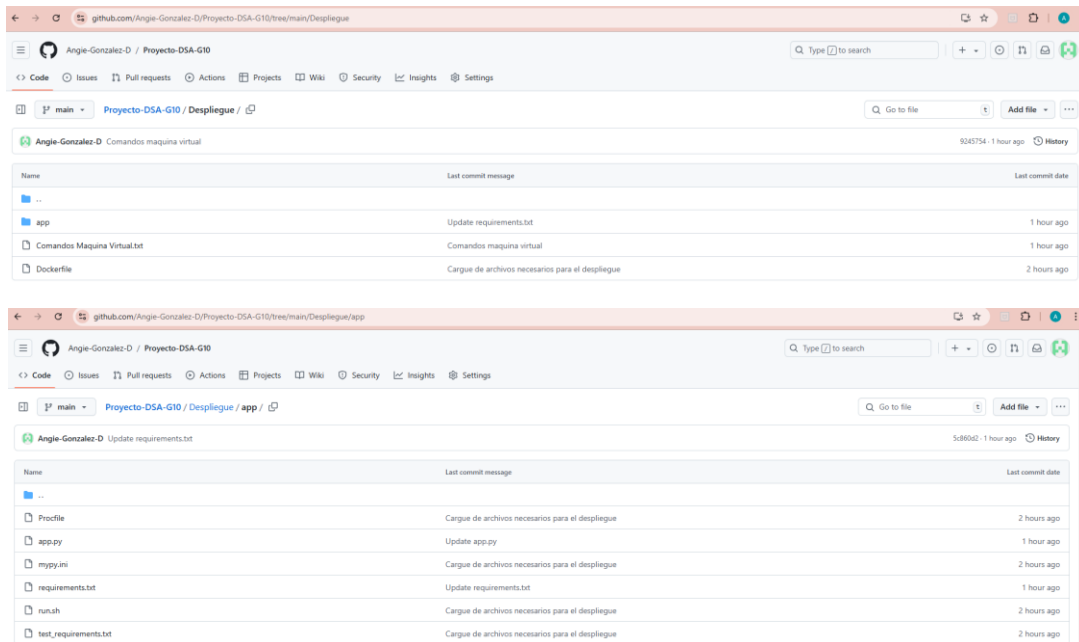 github.com/Angie-Gonzalez-D/Proyecto-DSA-G10/tree/main/Despliegue
A
Angie-Gonzalez-D / Proyecto-DSA-G10
Type / to search
Code Issues Pull requests Actions Projects Wiki Security Insights Settings
main Proyecto-DSA-G10 / Despliegue / Go to file t Add file
Angie-Gonzalez-D Comandos maquina virtual 9245754 · 1 hour ago History
Name Last commit message Last commit date
..
app Update requirements.txt 1 hour ago
Comandos Maquina Virtual.txt Comandos maquina virtual 1 hour ago
Dockerfile Cargue de archivos necesarios para el despliegue 2 hours ago
github.com/Angie-Gonzalez-D/Proyecto-DSA-G10/tree/main/Despliegue/app
A
Angie-Gonzalez-D / Proyecto-DSA-G10
Type / to search
Code Issues Pull requests Actions Projects Wiki Security Insights Settings
main Proyecto-DSA-G10 / Despliegue / app / Go to file t Add file
Angie-Gonzalez-D Update requirements.txt 5c860d2 · 1 hour ago History
Name Last commit message Last commit date
..
Procfile Cargue de archivos necesarios para el despliegue 2 hours ago
app.py Update app.py 1 hour ago
mypy.ini Cargue de archivos necesarios para el despliegue 2 hours ago
requirements.txt Update requirements.txt 1 hour ago
run.sh Cargue de archivos necesarios para el despliegue 2 hours ago
test_requirements.txt Cargue de archivos necesarios para el despliegue 2 hours ago